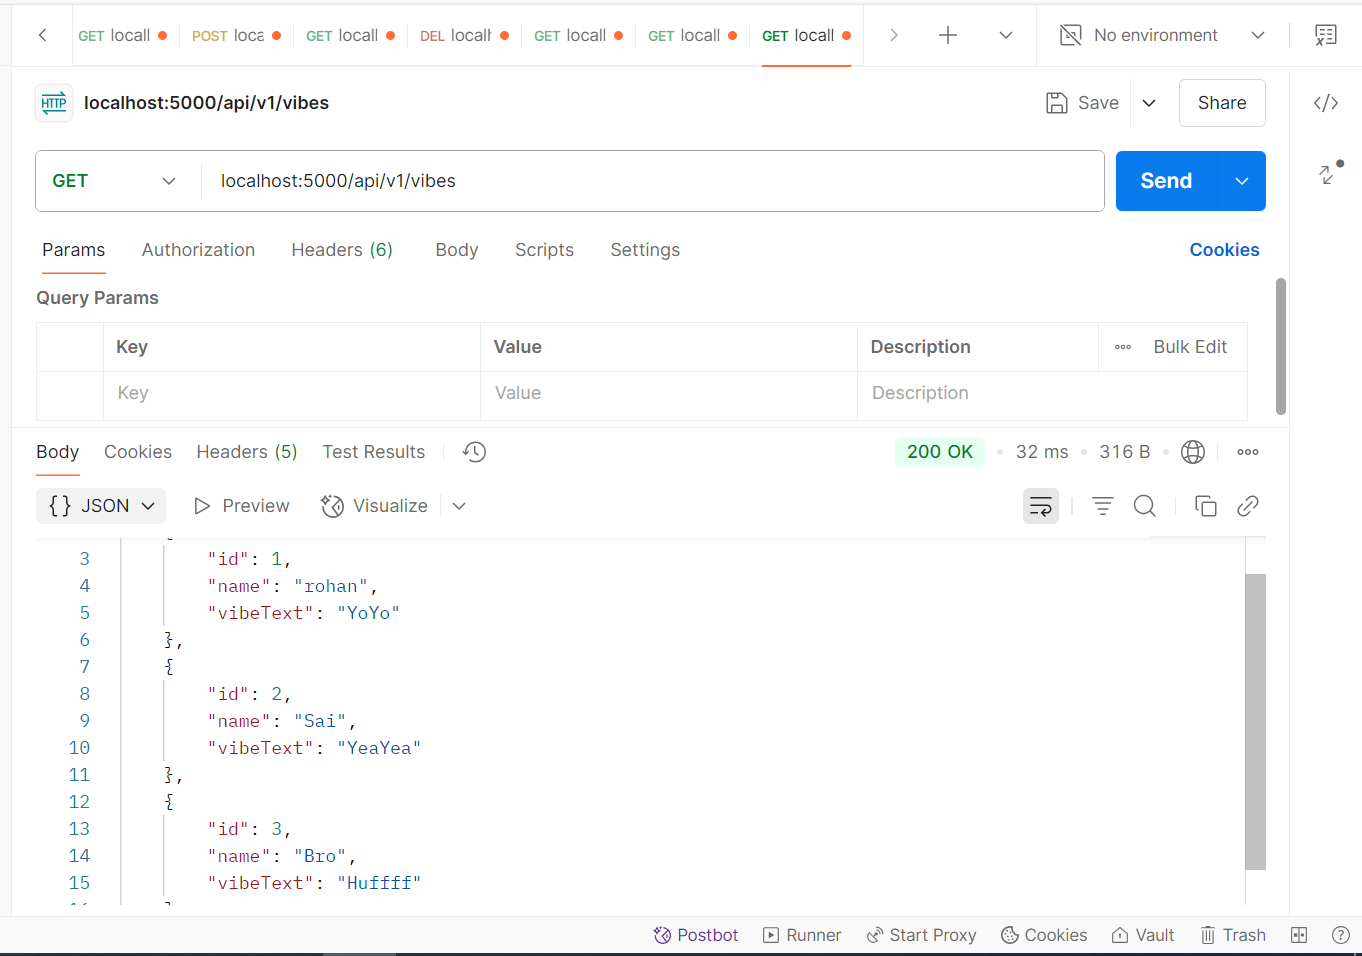 GET locall POST loca GET locall DEL locall GET locall GET locall GET locall No environment
HTTP localhost:5000/api/v1/vibes Save Share
GET localhost:5000/api/v1/vibes Send
Params Authorization Headers (6) Body Scripts Settings Cookies
Query Params
Key Value Description Bulk Edit
Key Value Description
Body Cookies Headers (5) Test Results 200 OK 32 ms 316 B
{} JSON Preview Visualize
3 "id": 1,
4 "name": "rohan",
5 "vibeText": "YoYo"
6 },
7 {
8 "id": 2,
9 "name": "Sai",
10 "vibeText": "YeaYea"
11 },
12 {
13 "id": 3,
14 "name": "Bro",
15 "vibeText": "Huffff"
Postbot Runner Start Proxy Cookies Vault Trash